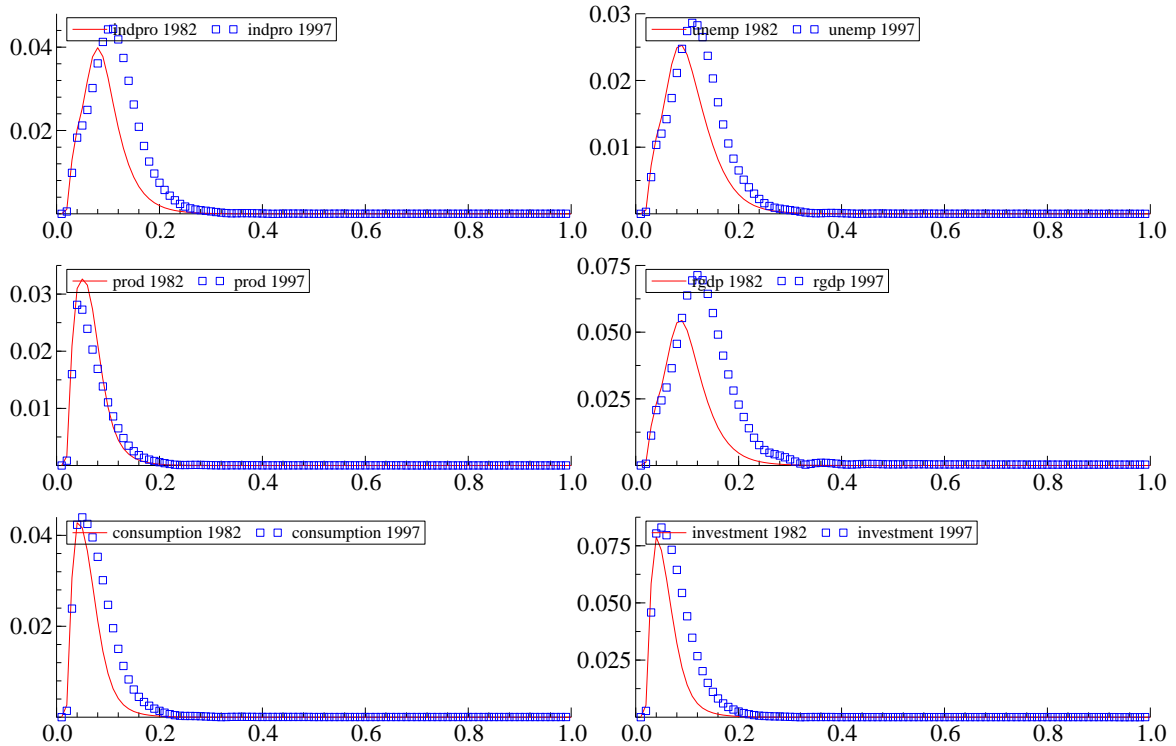 indpro 1982 indpro 1997
0.04
0.02
0.0 0.2 0.4 0.6 0.8 1.0
unemp 1982 unemp 1997
0.03
0.02
0.01
0.0 0.2 0.4 0.6 0.8 1.0
prod 1982 prod 1997
0.03
0.02
0.01
0.0 0.2 0.4 0.6 0.8 1.0
rgdp 1982 rgdp 1997
0.075
0.050
0.025
0.0 0.2 0.4 0.6 0.8 1.0
consumption 1982 consumption 1997
0.04
0.02
0.0 0.2 0.4 0.6 0.8 1.0
investment 1982 investment 1997
0.075
0.050
0.025
0.0 0.2 0.4 0.6 0.8 1.0